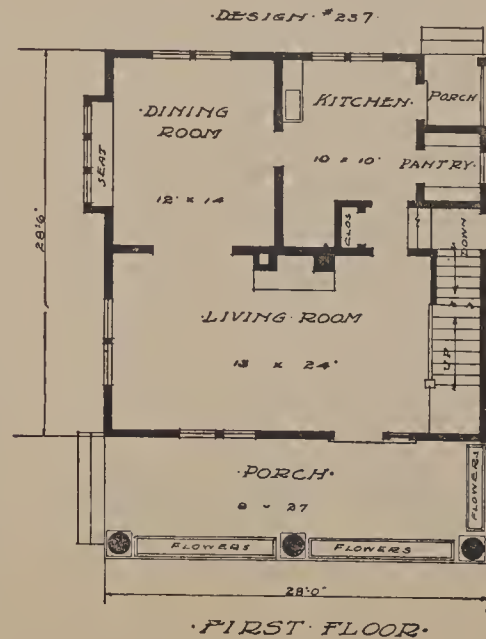 ·DESIGN· #237·
·DINING
ROOM
12' x 14
SEAT
KITCHEN·
10 x 10'
PORCH
PANTRY·
CLOS
DOWN
UP
28'6"
·LIVING·ROOM
13 x 24'
·PORCH·
8 - 27
FLOWERS
FLOWERS
FLOWERS
28'0"
·FIRST·FLOOR·